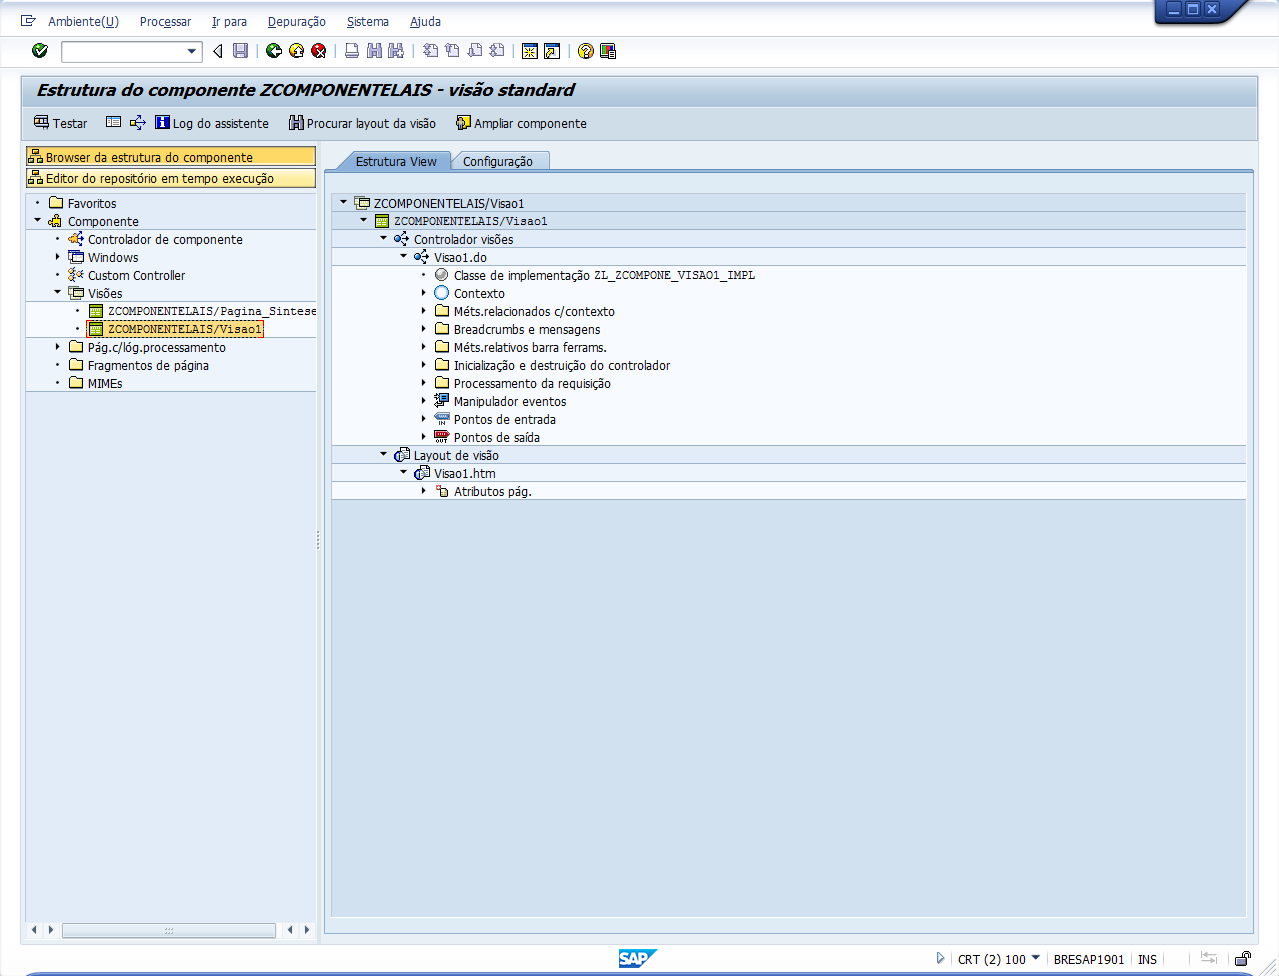 Ambiente(U) Processar Ir para Depuração Sistema Ajuda
Estrutura do componente ZCOMPONENTELAIS - visão standard
Testar Log do assistente Procurar layout da visão Ampliar componente
Browser da estrutura do componente
Editor do repositório em tempo execução
Favoritos
Componente
Controlador de componente
Windows
Custom Controller
Visões
ZCOMPONENTELAIS/Pagina_Sintese
ZCOMPONENTELAIS/Visao1
Pág.c/lóg.processamento
Fragmentos de página
MIMEs
Estrutura View Configuração
ZCOMPONENTELAIS/Visao1
ZCOMPONENTELAIS/Visao1
Controlador visões
Visao1.do
Classe de implementação ZL_ZCOMPONE_VISAO1_IMPL
Contexto
Méts.relacionados c/contexto
Breadcrumbs e mensagens
Méts.relativos barra ferrams.
Inicialização e destruição do controlador
Processamento da requisição
Manipulador eventos
Pontos de entrada
Pontos de saída
Layout de visão
Visao1.htm
Atributos pág.
SAP
CRT (2) 100 BRESAP1901 INS